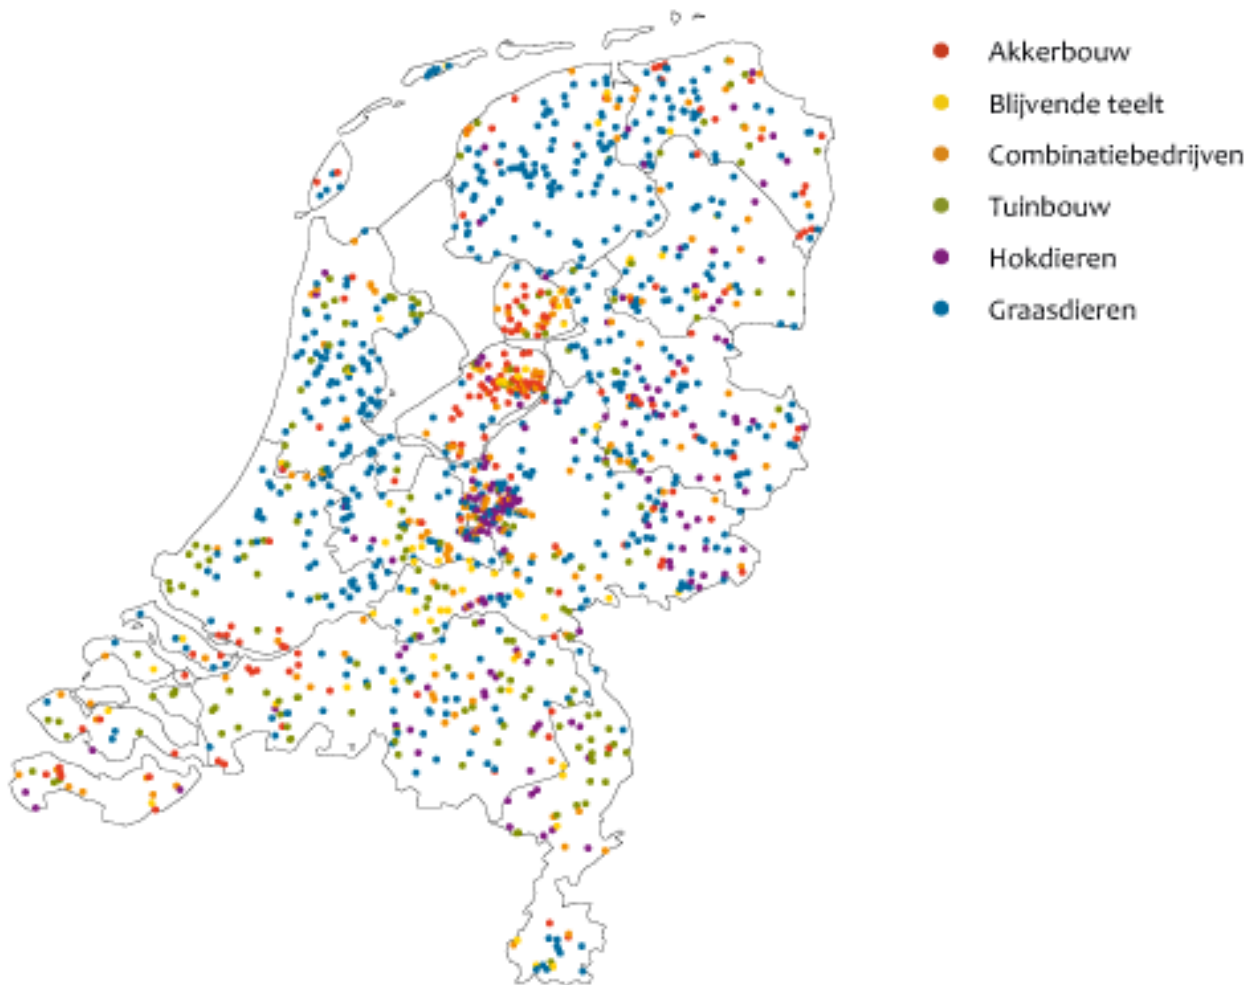 Akkerbouw
Blijvende teelt
Combinatiebedrijven
Tuinbouw
Hokdieren
Graasdieren